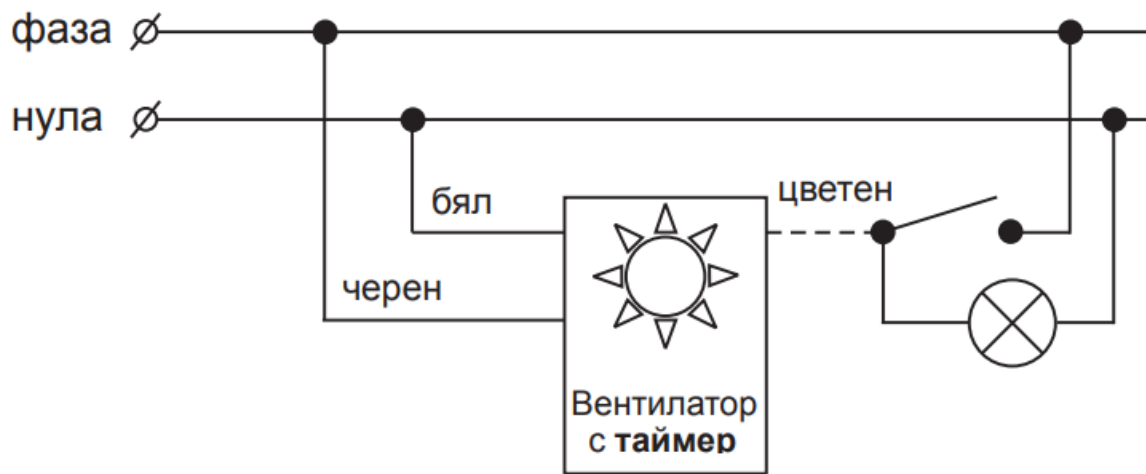 фаза
нула
бял
цветен
черен
Вентилатор
с таймер